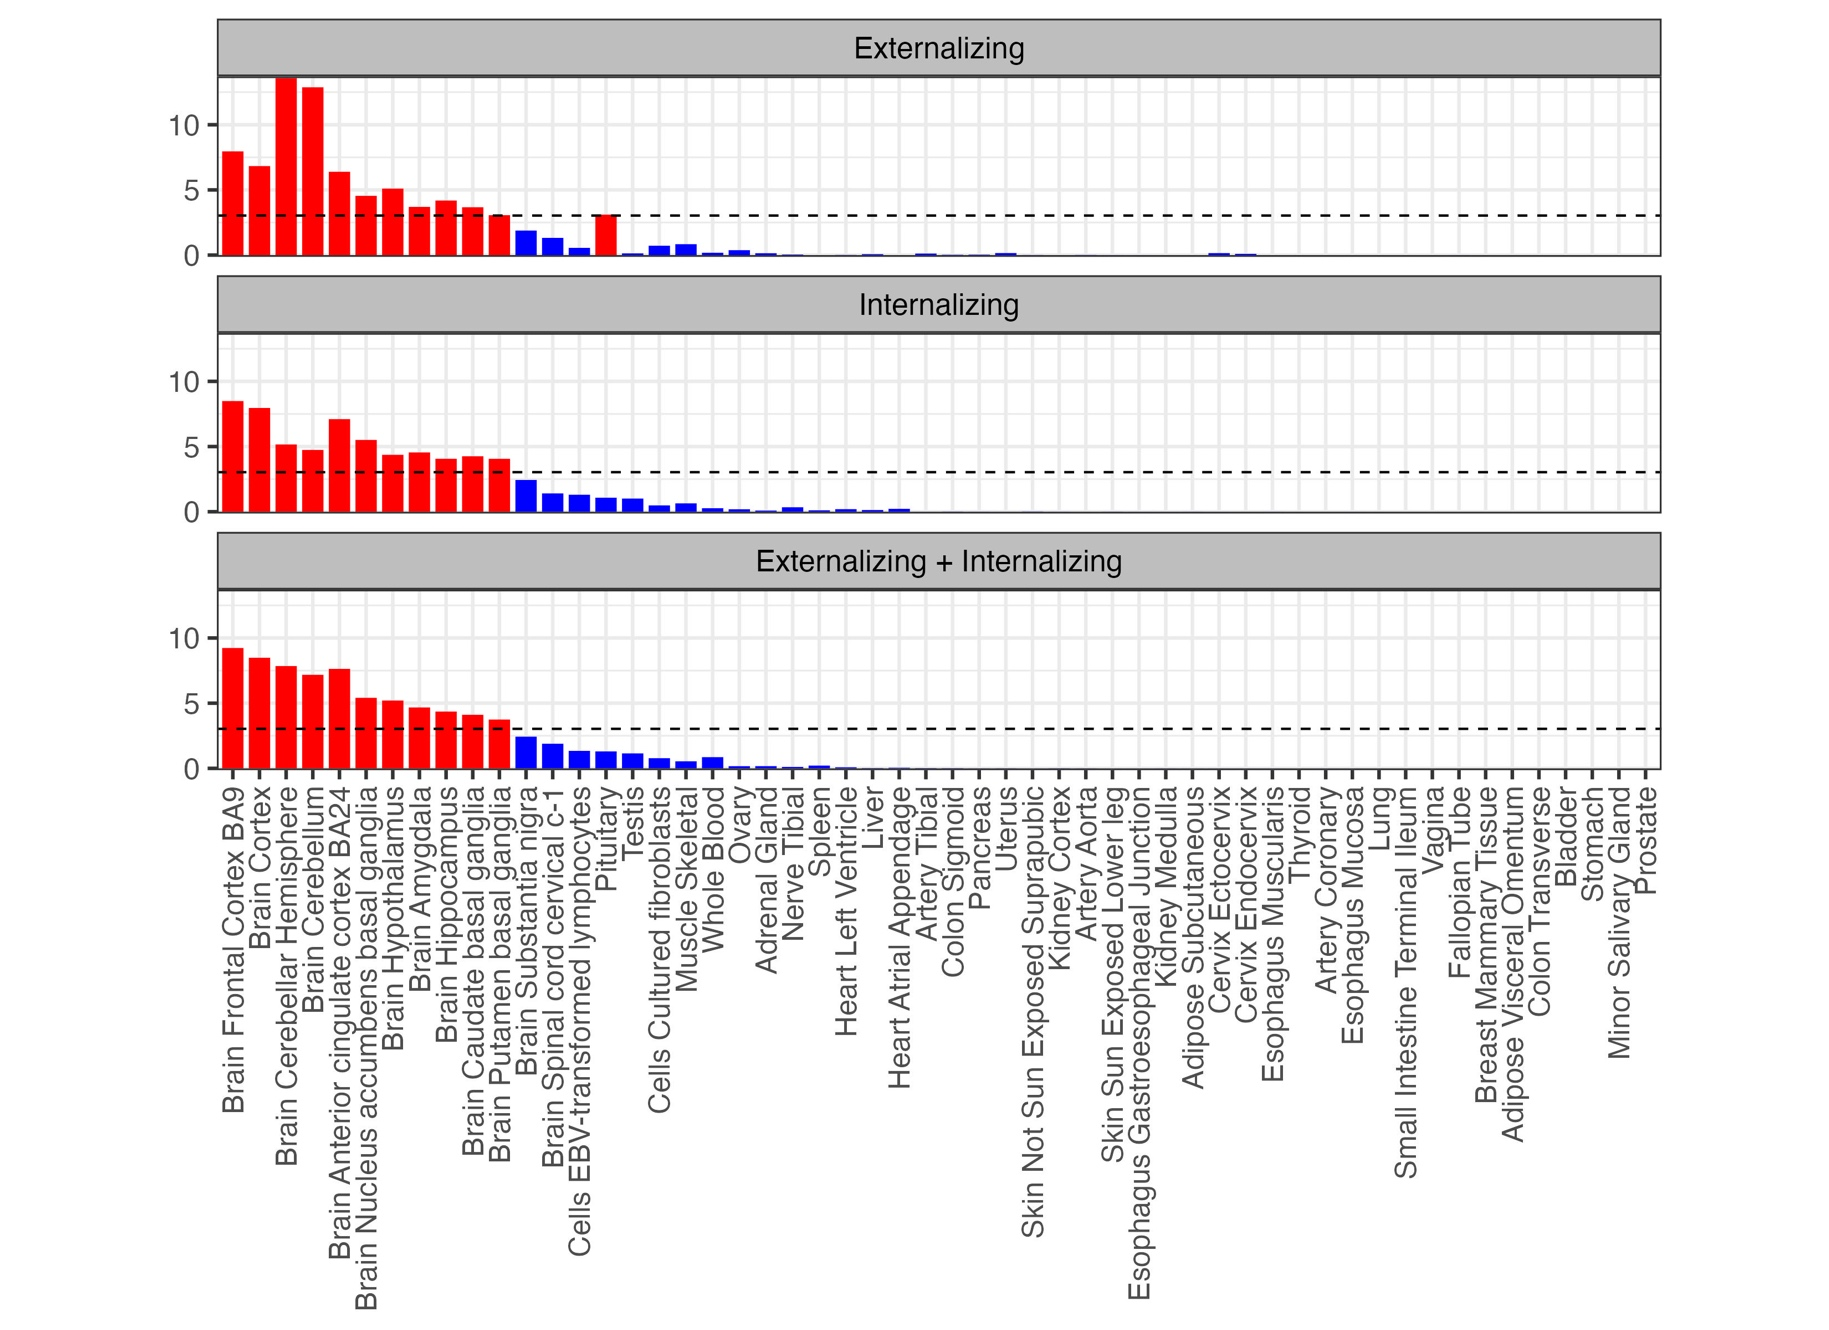 Externalizing
10
5
0
Internalizing
10
5
0
Externalizing + Internalizing
10
5
0
Brain Frontal Cortex BA9
Brain Cortex
Brain Cerebellar Hemisphere
Brain Cerebellum
Brain Anterior cingulate cortex BA24
Brain Nucleus accumbens basal ganglia
Brain Hypothalamus
Brain Amygdala
Brain Hippocampus
Brain Caudate basal ganglia
Brain Putamen basal ganglia
Brain Substantia nigra
Brain Spinal cord cervical c-1
Cells EBV-transformed lymphocytes
Pituitary
Testis
Cells Cultured fibroblasts
Muscle Skeletal
Whole Blood
Ovary
Adrenal Gland
Nerve Tibial
Spleen
Heart Left Ventricle
Liver
Heart Atrial Appendage
Artery Tibial
Colon Sigmoid
Pancreas
Uterus
Skin Not Sun Exposed Suprapubic
Kidney Cortex
Artery Aorta
Skin Sun Exposed Lower leg
Esophagus Gastroesophageal Junction
Kidney Medulla
Adipose Subcutaneous
Cervix Ectocervix
Cervix Endocervix
Esophagus Muscularis
Thyroid
Artery Coronary
Esophagus Mucosa
Lung
Small Intestine Terminal Ileum
Vagina
Fallopian Tube
Breast Mammary Tissue
Adipose Visceral Omentum
Colon Transverse
Bladder
Stomach
Minor Salivary Gland
Prostate